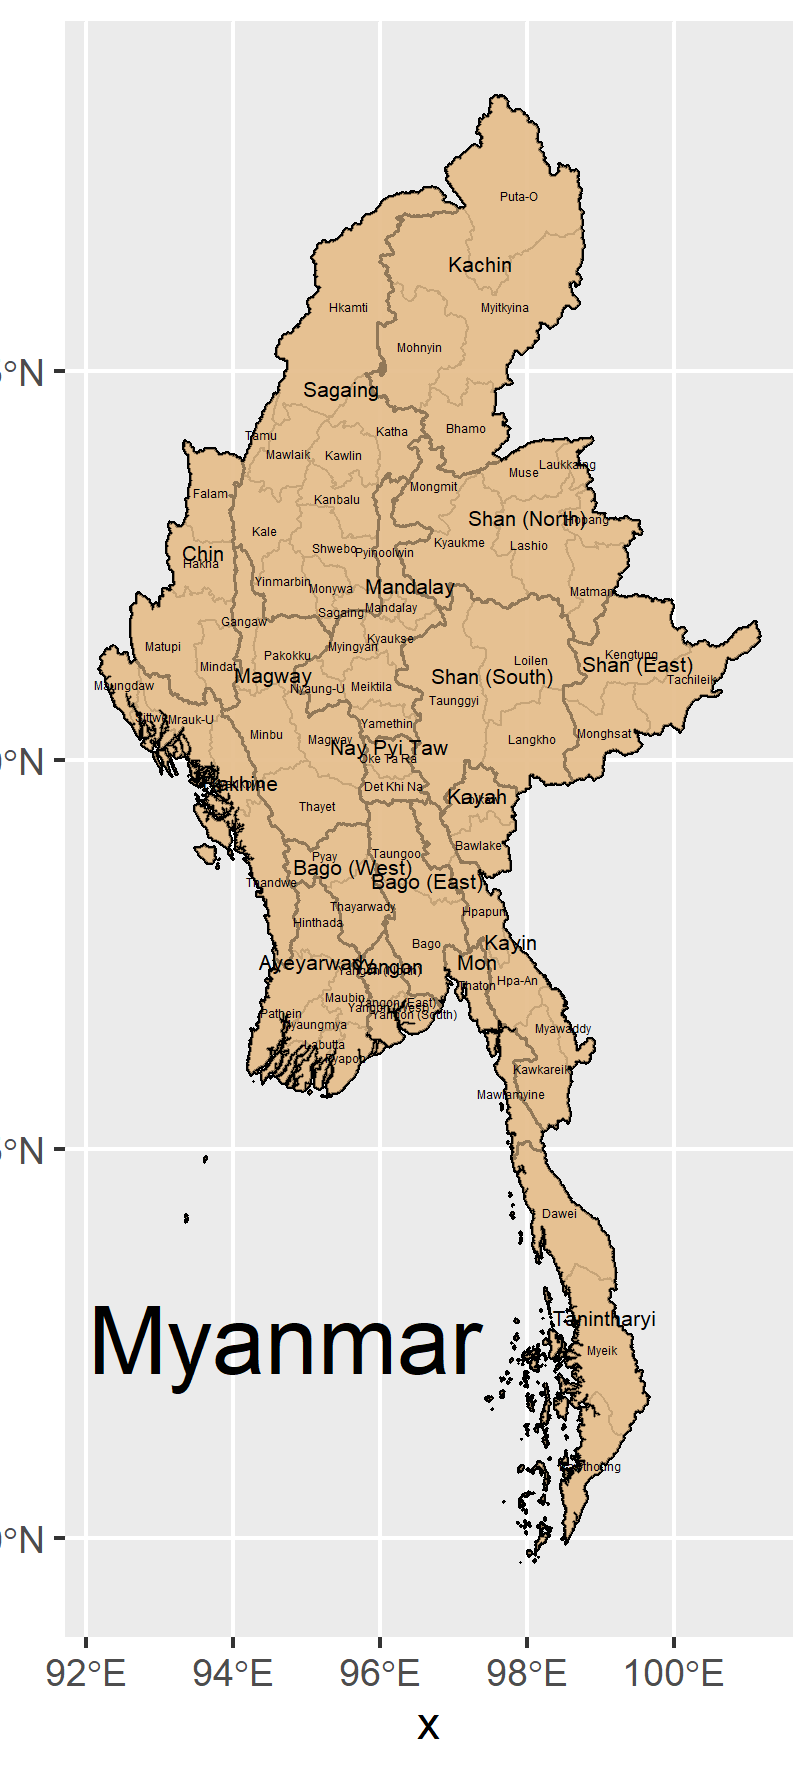 Puta-O
Kachin
Hkamti
Myitkyina
Mohnyin
Sagaing
Bhamo
Katha
Tamu
Mawlaik
Kawlin
Laukkaing
Muse
Mongmit
Falam
Kanbalu
Shan (North)
Hopang
Kale
Kyaukme
Lashio
Shwebo
Pyinoolwin
Chin
Hakha
Yinmarbin
Monywa
Mandalay
Matman
Mandalay
Sagaing
Gangaw
Kyaukse
Myingyan
Matupi
Pakokku
Kengtung
Loilen
Shan (East)
Mindat
Magway
Shan (South)
Tachileik
Maungdaw
Nyaung-U
Meiktila
Taunggyi
Sittwe
Mrauk-U
Yamethin
Minbu
Magway
Langkho
Monghsat
Nay Pyi Taw
Oke Ta Ra
Det Khi Na
Kayah
Thayet
Bawlake
Pyay
Taungoo
Bago (West)
Thandwe
Bago (East)
Thayarwady
Hpapun
Hinthada
Bago
Kayin
Ayeyarwady
Yangon
Mon
Yangon (North)
Hpa-An
Thaton
Maubin
Yangon (East)
Yangon (West)
Pathein
Yangon (South)
Myaungmya
Myawaddy
Labutta
Pyapon
Kawkareik
Mawlamyine
Dawei
Tanintharyi
Myanmar
Myeik
92°E 94°E 96°E 98°E 100°E
x